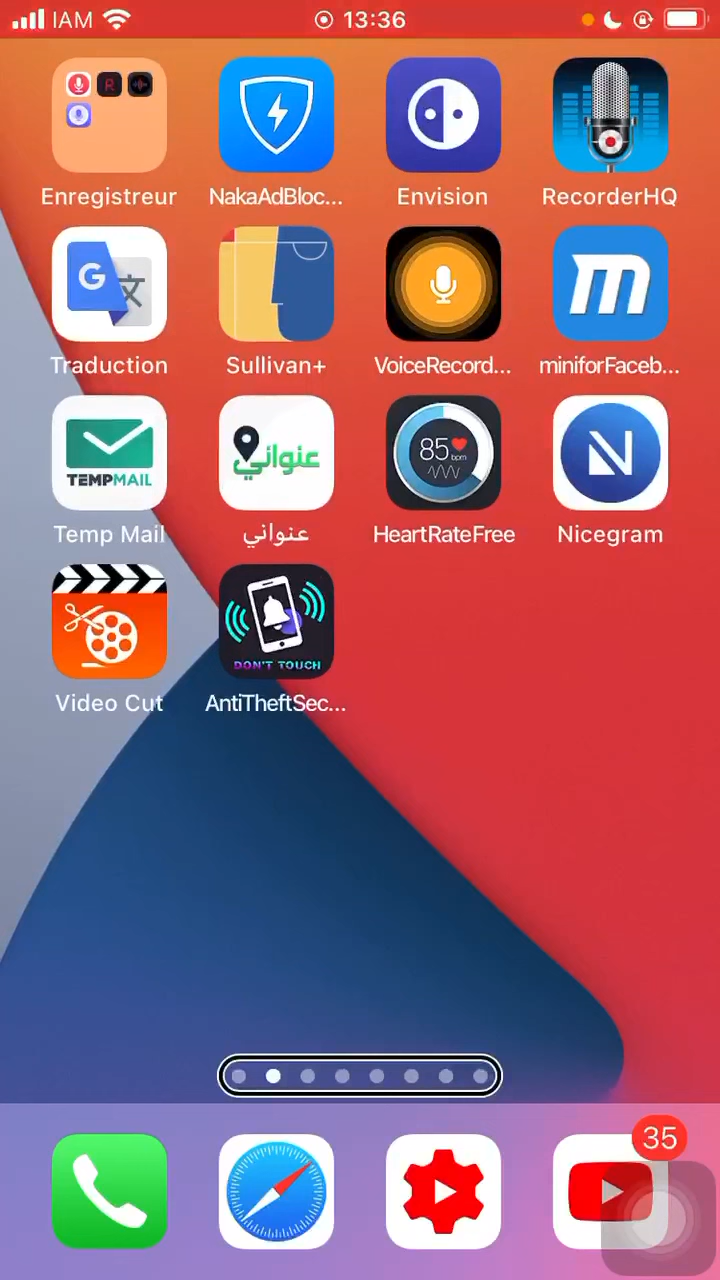 IAM 13:36
Enregistreur NakaAdBloc... Envision RecorderHQ
G 文
Traduction Sullivan+ VoiceRecord... miniforFaceb...
TEMPMAIL عنواني 85 bpm N
Temp Mail عنواني HeartRateFree Nicegram
DON'T TOUCH
Video Cut AntiTheftSec...
35